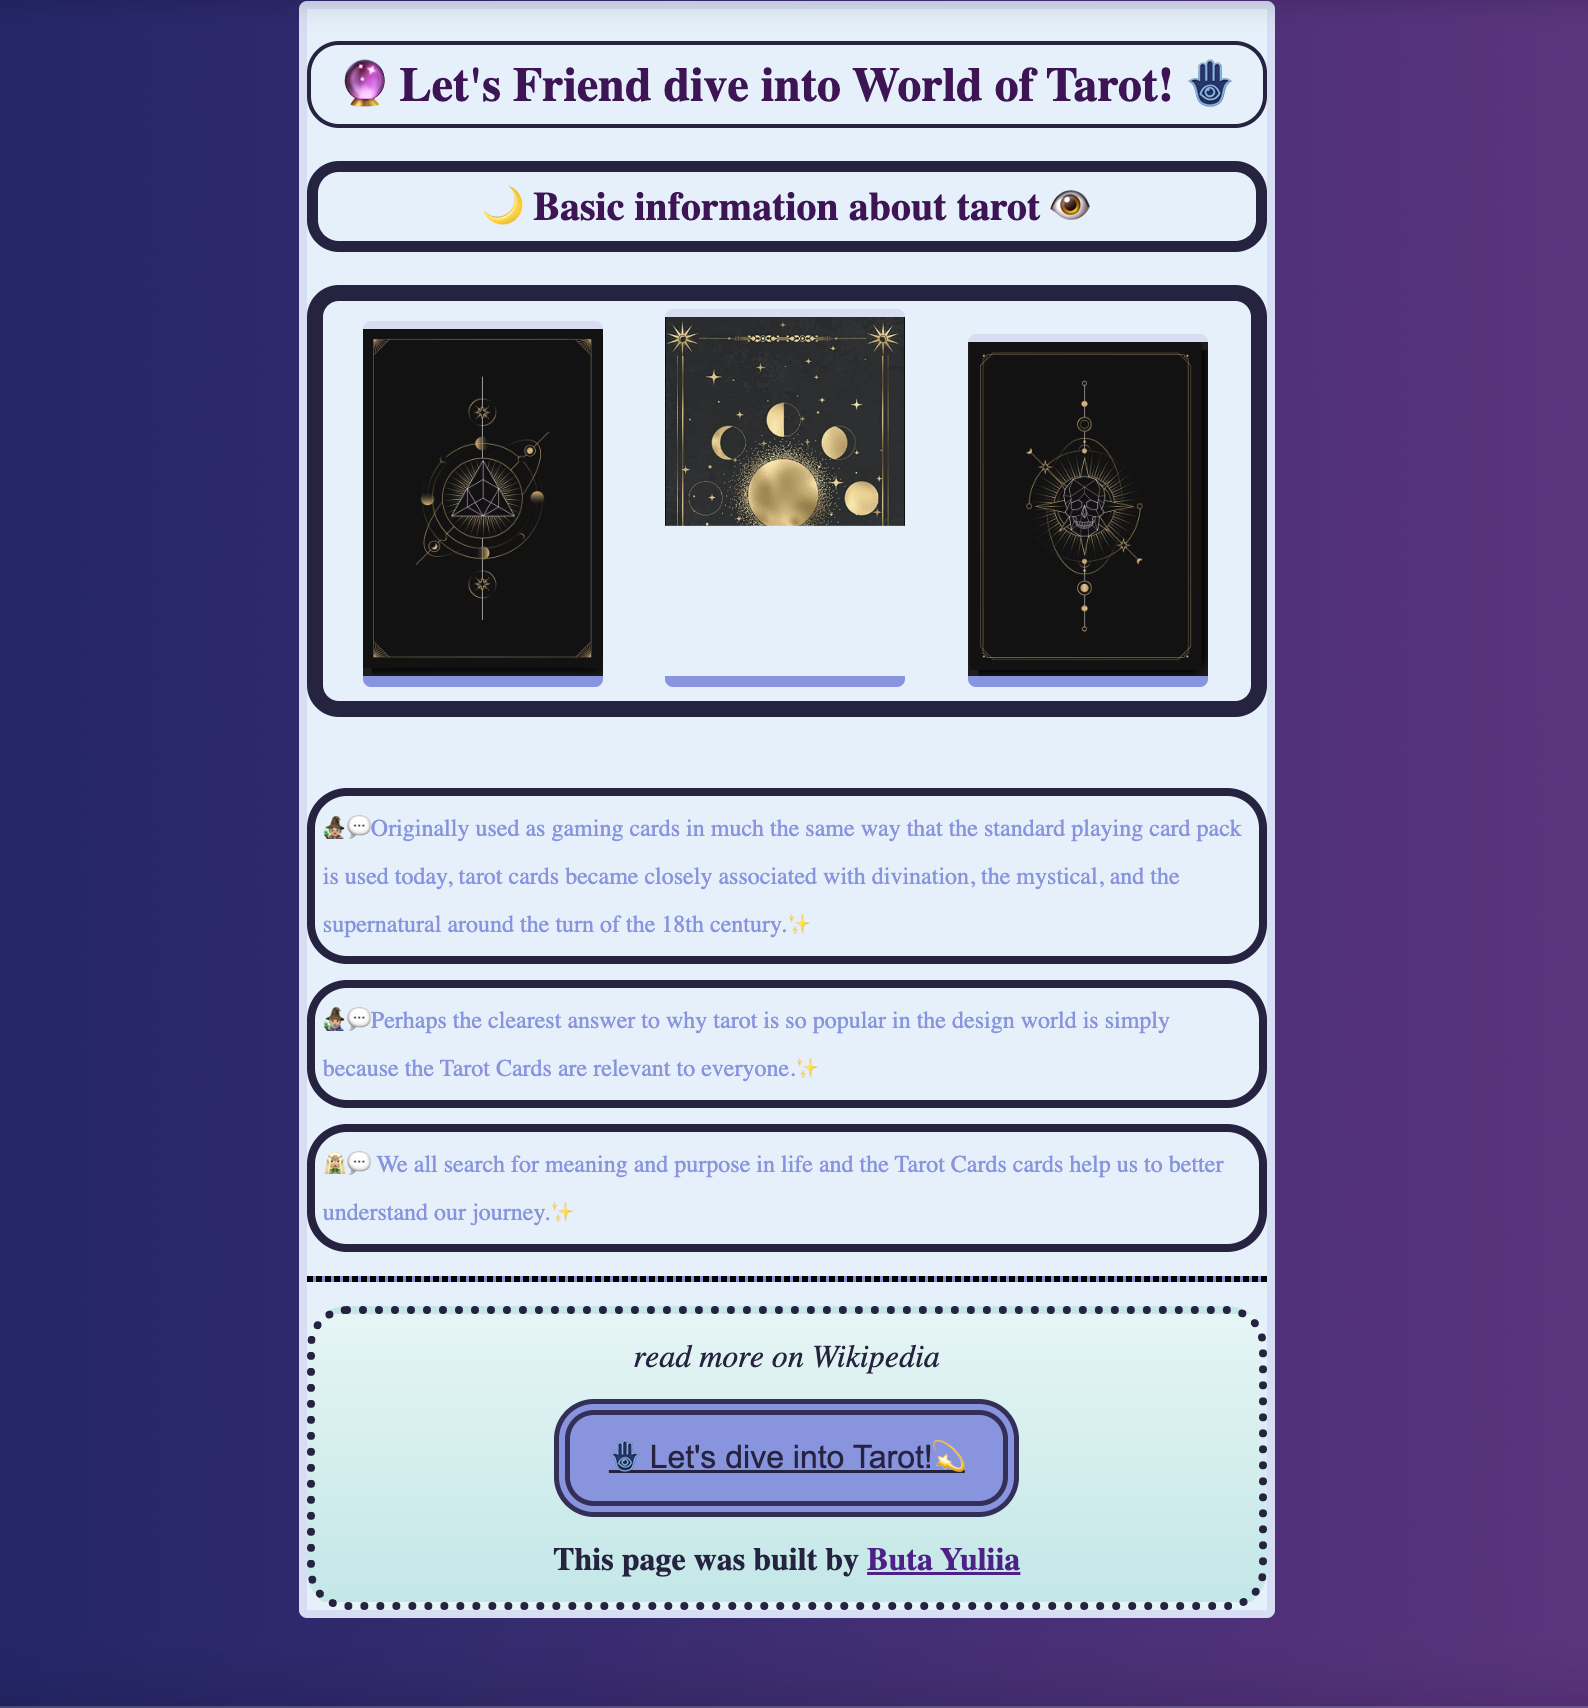 🔮 Let's Friend dive into World of Tarot! 🪬
🌙 Basic information about tarot 👁️
🧙💬Originally used as gaming cards in much the same way that the standard playing card pack
is used today, tarot cards became closely associated with divination, the mystical, and the
supernatural around the turn of the 18th century.✨
🧙💬Perhaps the clearest answer to why tarot is so popular in the design world is simply
because the Tarot Cards are relevant to everyone.✨
🧝💬 We all search for meaning and purpose in life and the Tarot Cards cards help us to better
understand our journey.✨
read more on Wikipedia
🪬 Let's dive into Tarot!💫
This page was built by Buta Yuliia